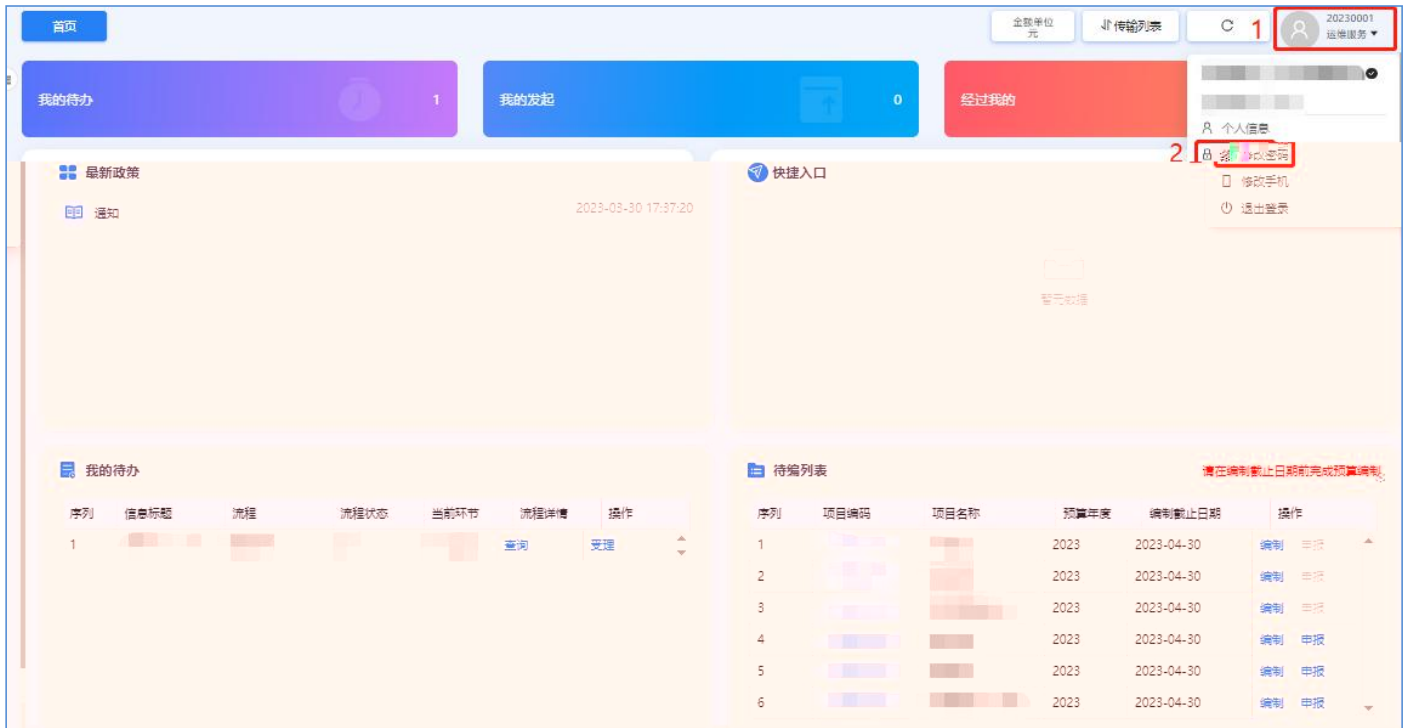 首页
金额单位
元
传输列表
1
20230001
运维服务
我的待办
1
我的发起
0
经过我的
个人信息
2
修改密码
修改手机
退出登录
最新政策
通知
2023-03-30 17:37:20
快捷入口
暂无数据
我的待办
序列 信息标题 流程 流程状态 当前环节 流程详情 操作
1 查询 受理
待编列表
请在编制截止日期前完成预算编制
序列 项目编码 项目名称 预算年度 编制截止日期 操作
1 2023 2023-04-30 编制 申报
2 2023 2023-04-30 编制 申报
3 2023 2023-04-30 编制 申报
4 2023 2023-04-30 编制 申报
5 2023 2023-04-30 编制 申报
6 2023 2023-04-30 编制 申报